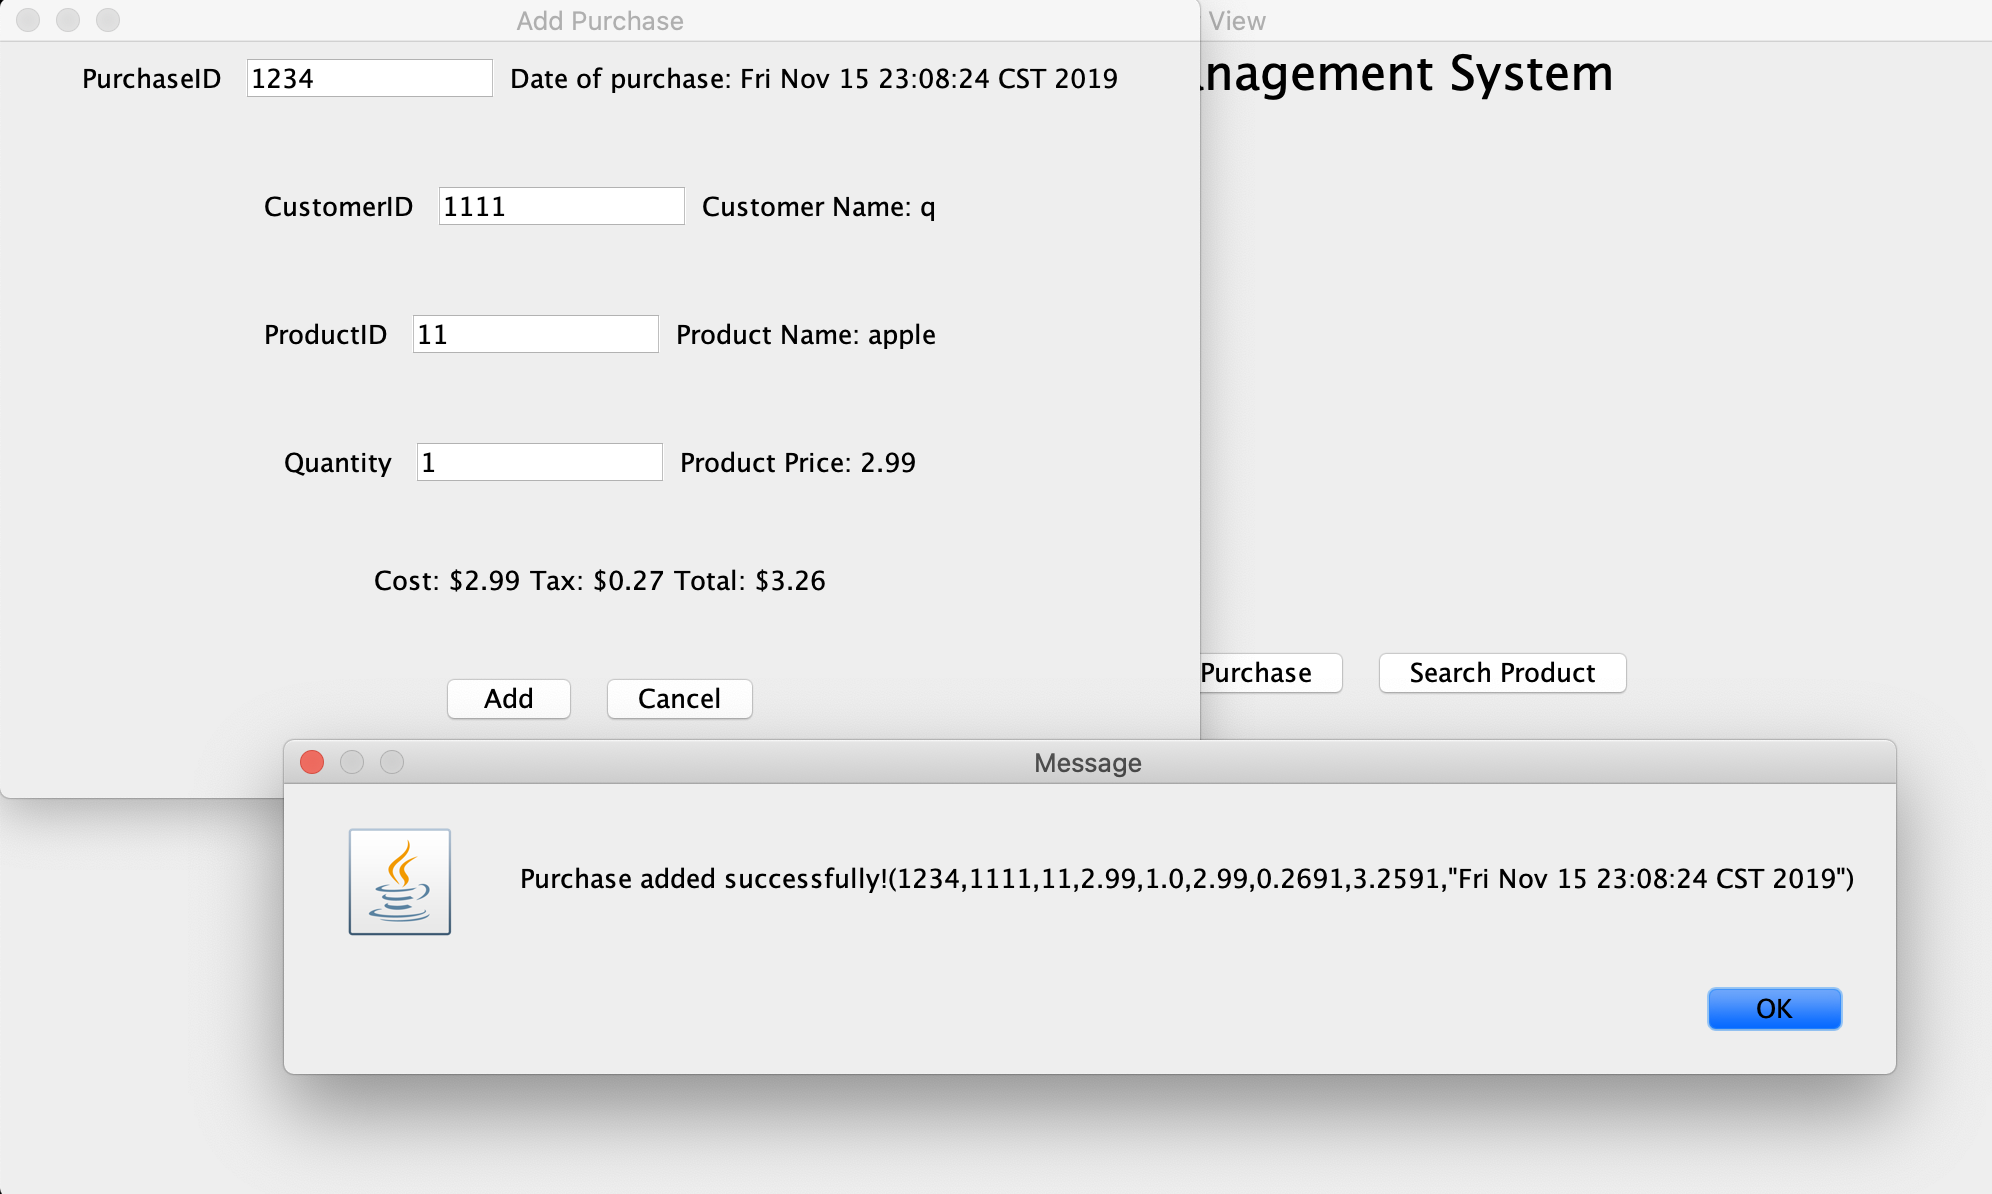 Add Purchase
View
PurchaseID 1234 Date of purchase: Fri Nov 15 23:08:24 CST 2019
System
CustomerID 1111 Customer Name: q
ProductID 11 Product Name: apple
Quantity 1 Product Price: 2.99
Cost: $2.99 Tax: $0.27 Total: $3.26
Purchase
Search Product
Add
Cancel
Message
Purchase added successfully!(1234,1111,11,2.99,1.0,2.99,0.2691,3.2591,"Fri Nov 15 23:08:24 CST 2019")
OK